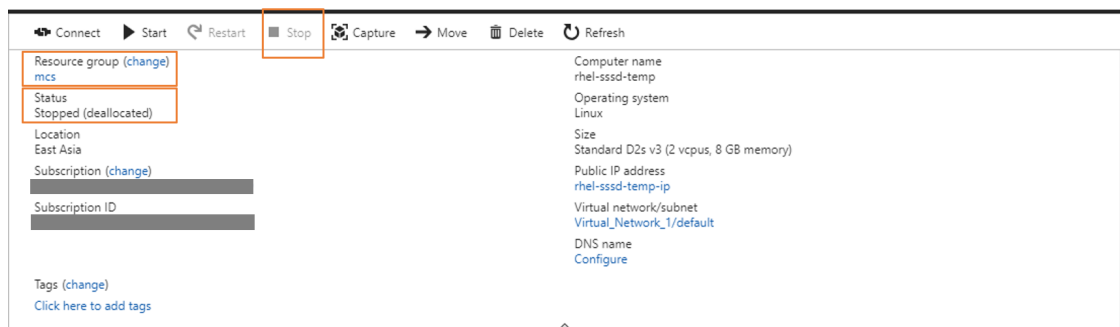 Connect Start Restart Stop Capture Move Delete Refresh
Resource group (change)
mcs
Status
Stopped (deallocated)
Location
East Asia
Subscription (change)
Subscription ID
Tags (change)
Click here to add tags
Computer name
rhel-sssd-temp
Operating system
Linux
Size
Standard D2s v3 (2 vcpus, 8 GB memory)
Public IP address
rhel-sssd-temp-ip
Virtual network/subnet
Virtual_Network_1/default
DNS name
Configure